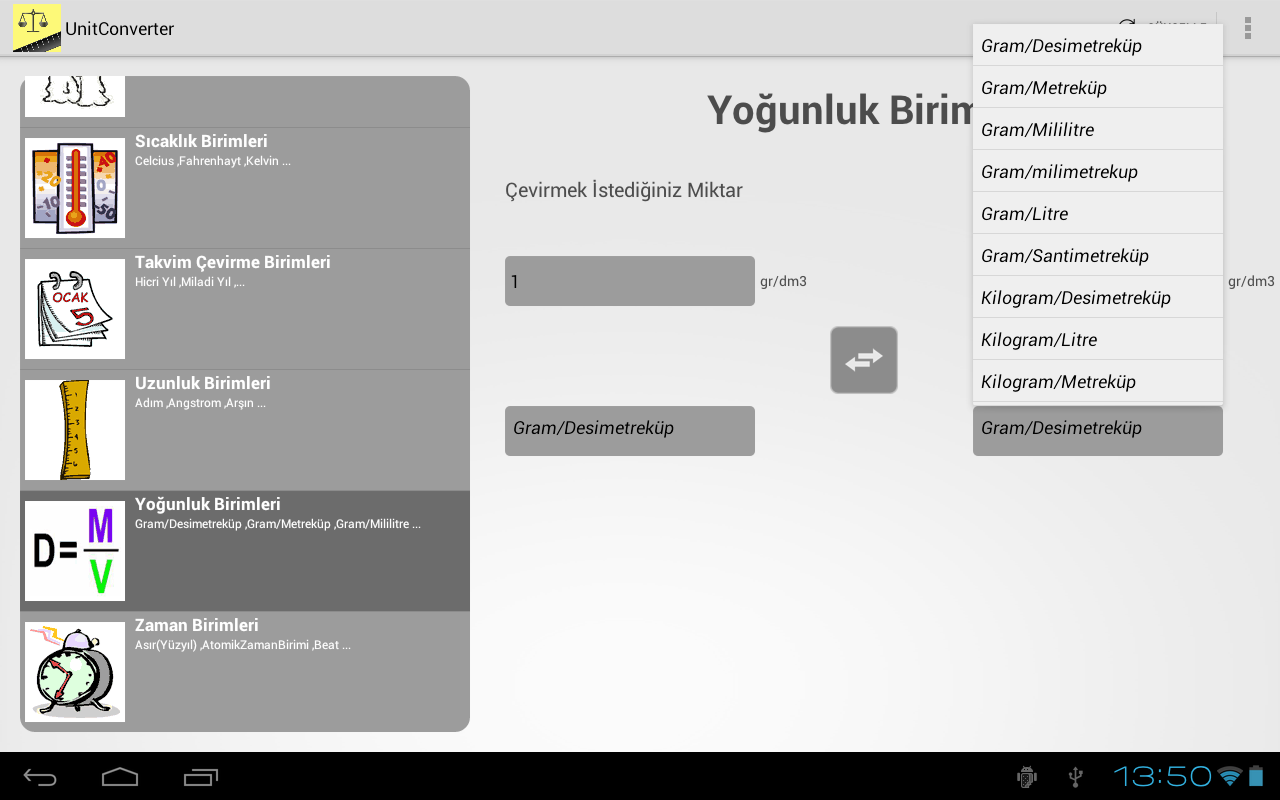 UnitConverter
Sıcaklık Birimleri
Celcius ,Fahrenhayt ,Kelvin ...
Takvim Çevirme Birimleri
Hicri Yıl ,Miladi Yıl ,...
OCAK
5
Uzunluk Birimleri
Adım ,Angstrom ,Arşın ...
Yoğunluk Birimleri
Gram/Desimetreküp ,Gram/Metreküp ,Gram/Mililitre ...
D=
M
V
Zaman Birimleri
Asır(Yüzyıl) ,AtomikZamanBirimi ,Beat ...
Yoğunluk Birim
Çevirmek İstediğiniz Miktar
1
gr/dm3
Gram/Desimetreküp
Gram/Desimetreküp
Gram/Metreküp
Gram/Mililitre
Gram/milimetrekup
Gram/Litre
Gram/Santimetreküp
Kilogram/Desimetreküp
Kilogram/Litre
Kilogram/Metreküp
gr/dm3
Gram/Desimetreküp
13:50